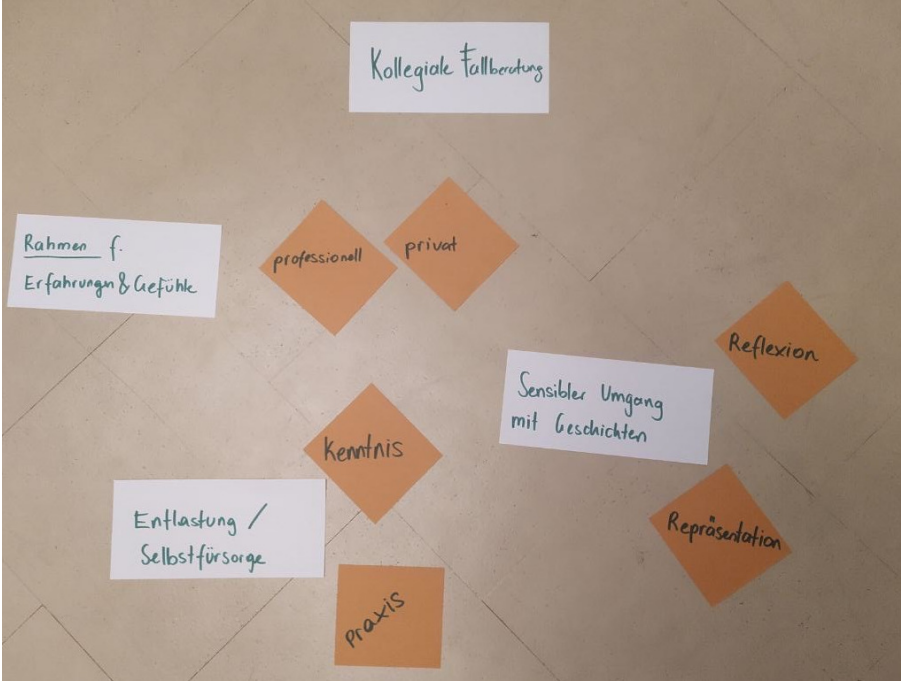 Kollegiale Fallberatung
Rahmen f.
Erfahrungen & Gefühle
professionell
privat
Reflexion
Sensibler Umgang
mit Geschichten
Kenntnis
Entlastung /
Selbstfürsorge
Repräsentation
praxis